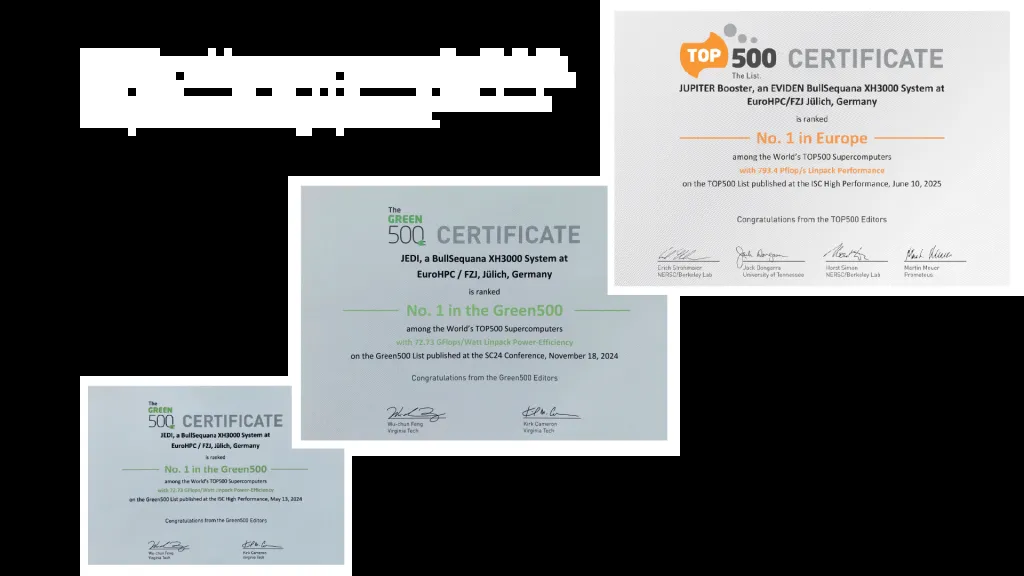 TOP 500 CERTIFICATE
The List.
JUPITER Booster, an EVIDEN BullSequana XH3000 System at
EuroHPC/FZJ Jülich, Germany
is ranked
No. 1 in Europe
among the World's TOP500 Supercomputers
with 793.4 Pflop/s Linpack Performance
on the TOP500 List published at the ISC High Performance, June 10, 2025
Congratulations from the TOP500 Editors
Erich Strohmaier
NERSC/Berkeley Lab
Jack Dongarra
University of Tennessee
Horst Simon
NERSC/Berkeley Lab
Martin Meuer
Prometeus
The
GREEN
500 CERTIFICATE
JEDI, a BullSequana XH3000 System at
EuroHPC / FZJ, Jülich, Germany
is ranked
No. 1 in the Green500
among the World's TOP500 Supercomputers
with 72.73 GFlops/Watt Linpack Power-Efficiency
on the Green500 List published at the SC24 Conference, November 18, 2024
Congratulations from the Green500 Editors
Wu-chun Feng
Virginia Tech
Kirk Cameron
Virginia Tech
The
GREEN
500 CERTIFICATE
JEDI, a BullSequana XH3000 System at
EuroHPC / FZJ, Jülich, Germany
is ranked
No. 1 in the Green500
among the World's TOP500 Supercomputers
with 72.73 GFlops/Watt Linpack Power-Efficiency
on the Green500 List published at the ISC High Performance, May 13, 2024
Congratulations from the Green500 Editors
Wu-chun Feng
Virginia Tech
Kirk Cameron
Virginia Tech